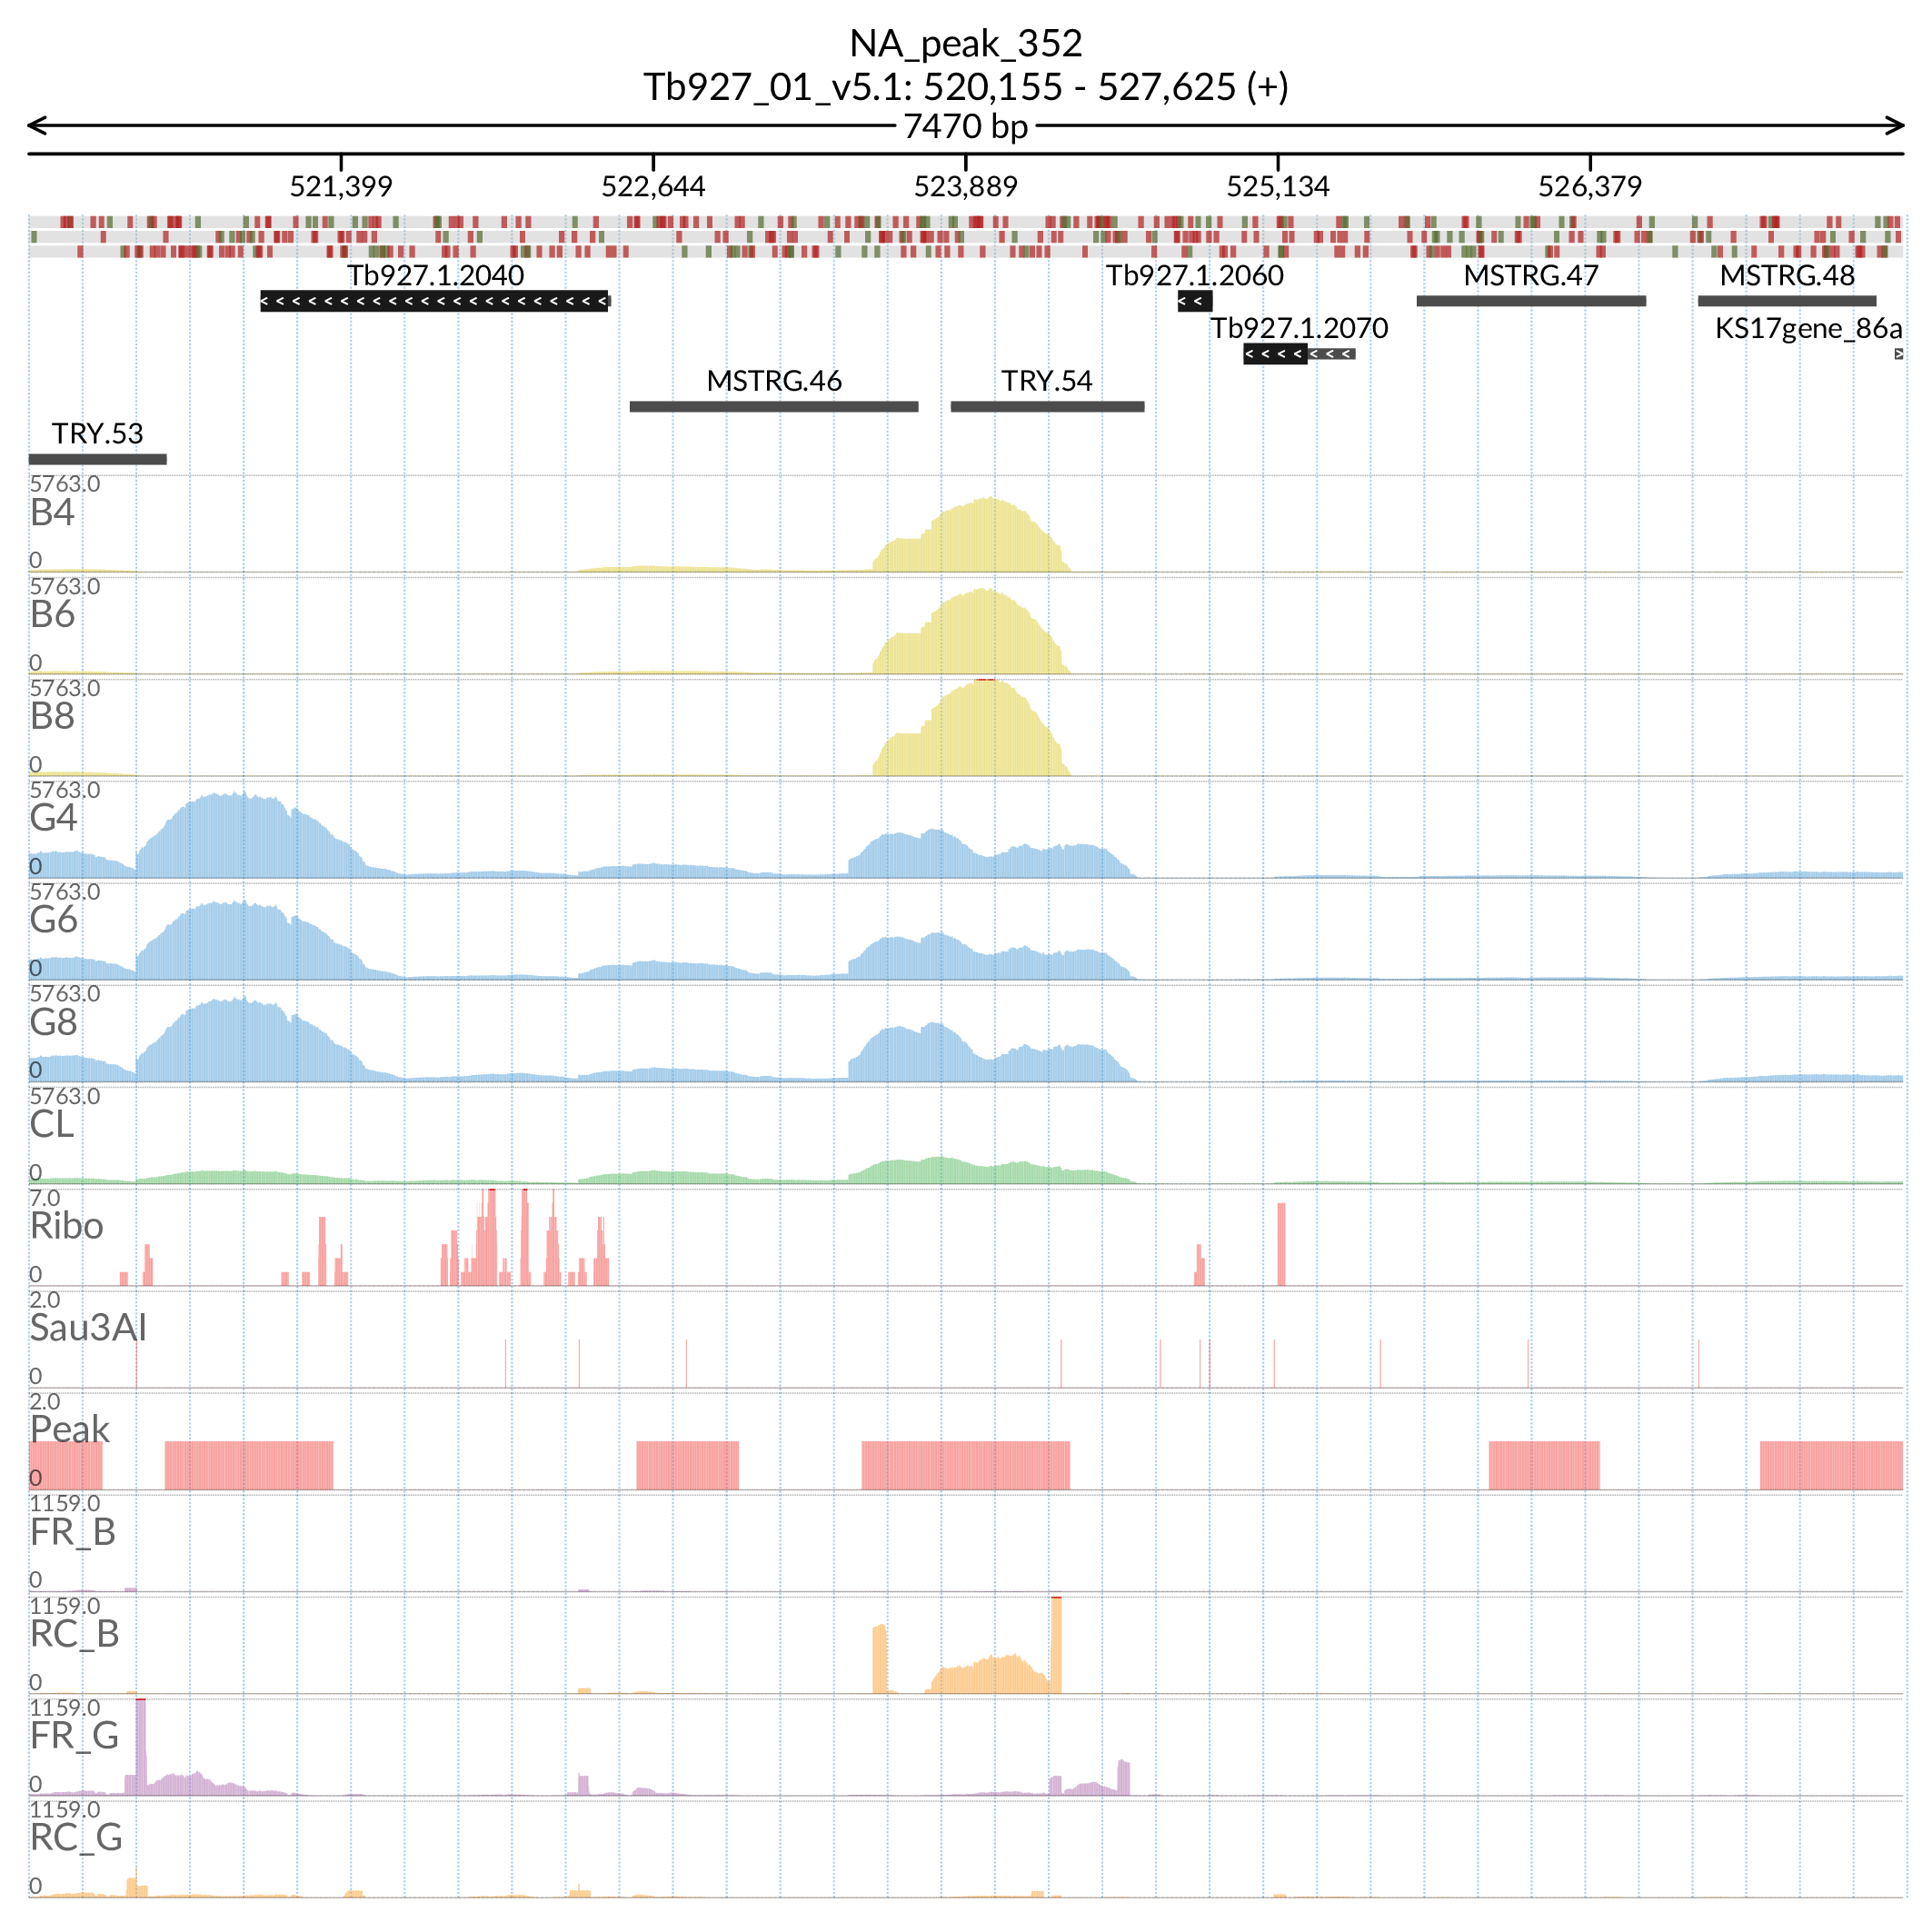 NA_peak_352
Tb927_01_v5.1: 520,155 - 527,625 (+)
7470 bp
521,399 522,644 523,889 525,134 526,379
Tb927.1.2040 Tb927.1.2060 MSTRG.47 MSTRG.48
Tb927.1.2070 KS17gene_86a
MSTRG.46 TRY.54
TRY.53
5763.0
B4
0
5763.0
B6
0
5763.0
B8
0
5763.0
G4
0
5763.0
G6
0
5763.0
G8
0
5763.0
CL
0
7.0
Ribo
0
2.0
Sau3AI
0
2.0
Peak
0
1159.0
FR_B
0
1159.0
RC_B
0
1159.0
FR_G
0
1159.0
RC_G
0